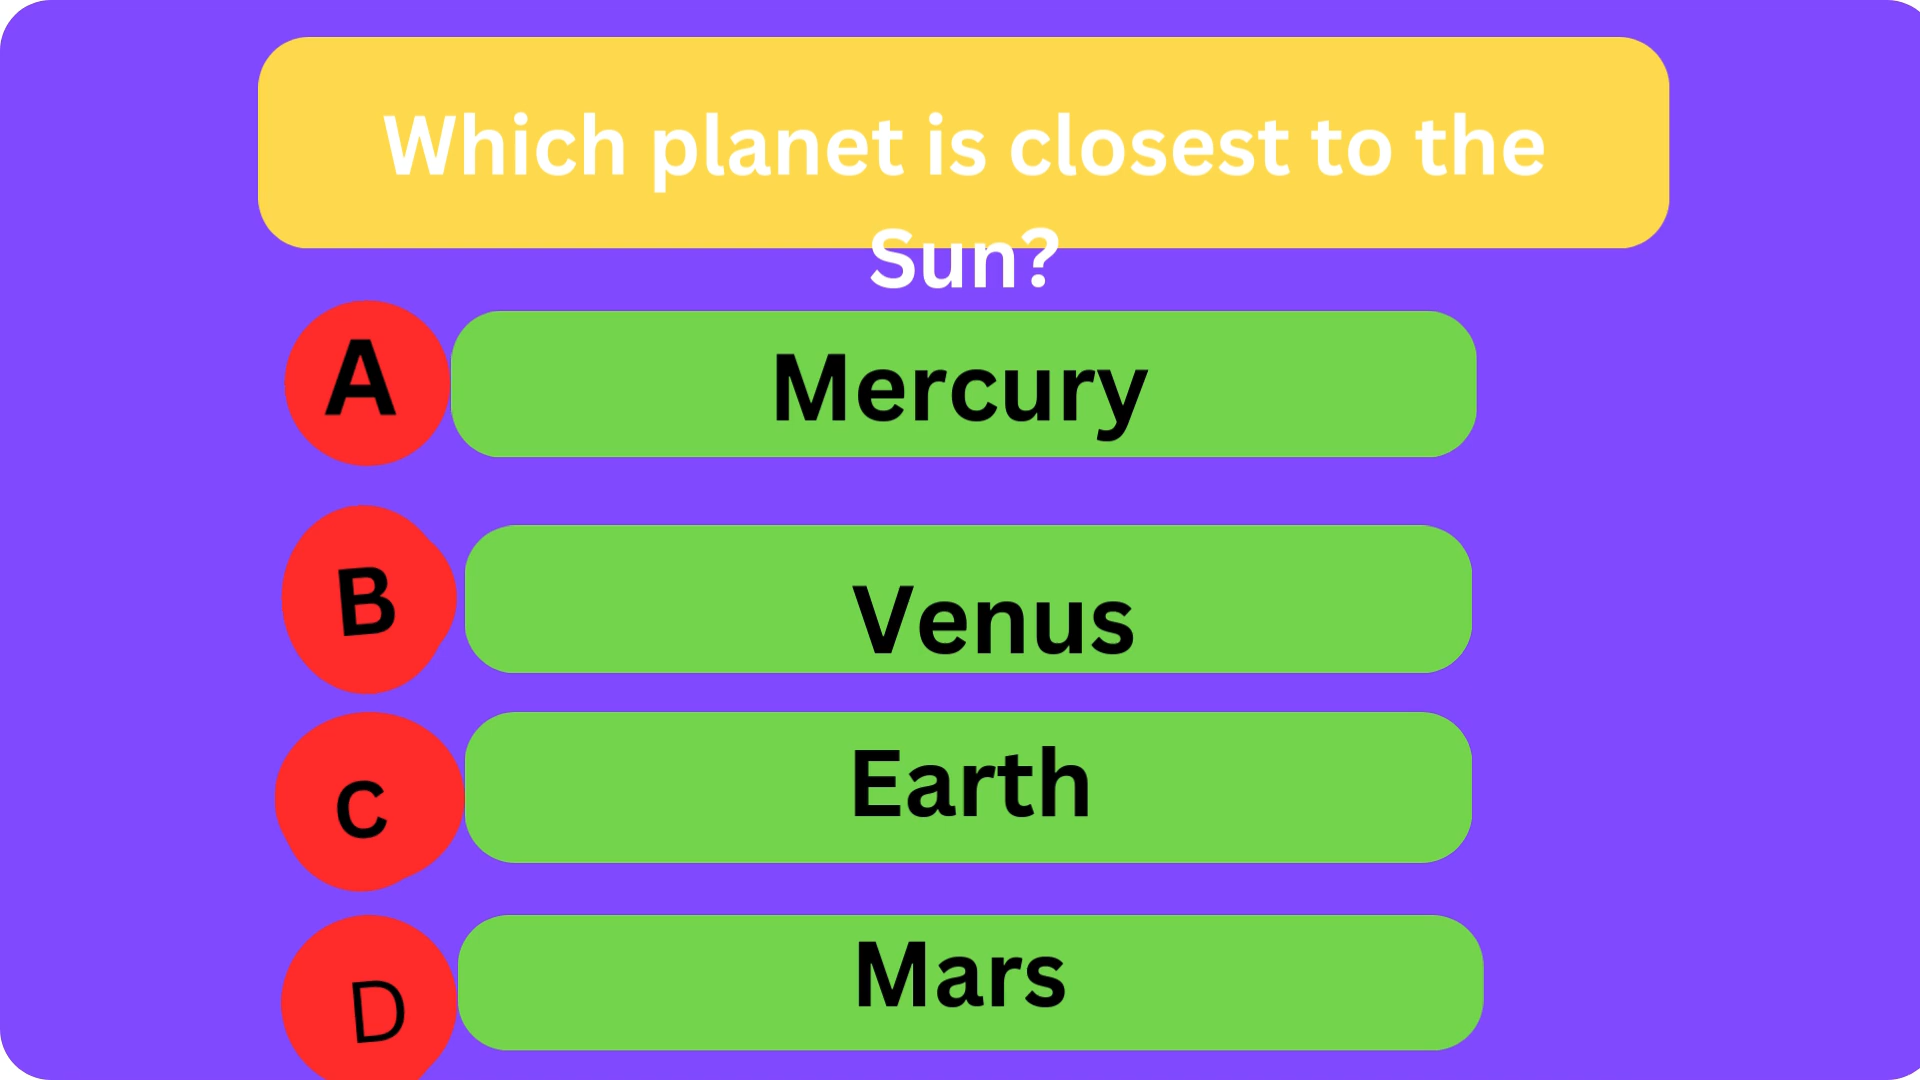 Which planet is closest to the
Sun?
A
Mercury
B
Venus
C
Earth
D
Mars